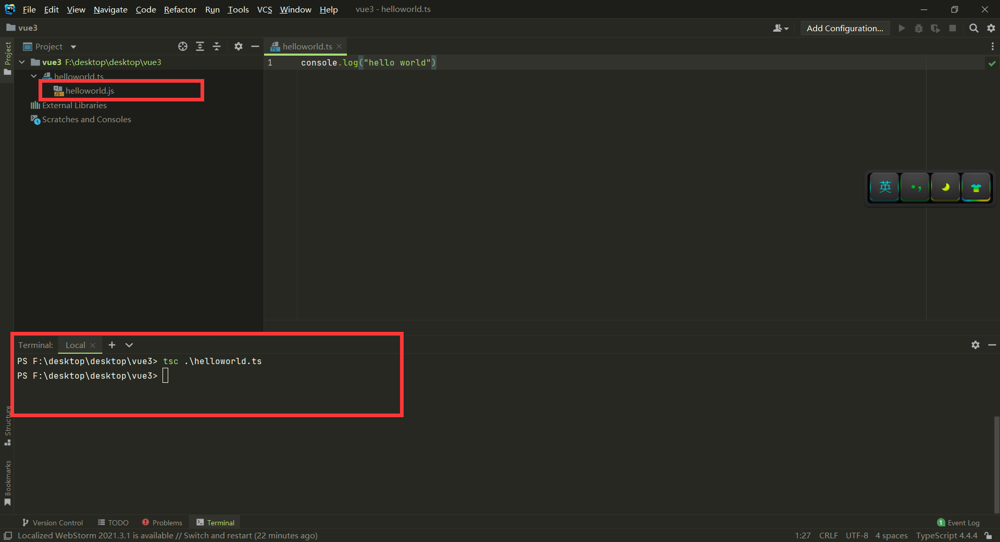 WS File Edit View Navigate Code Refactor Run Tools VCS Window Help vue3 - helloworld.ts
vue3 Add Configuration...
Project
Project
helloworld.ts
vue3 F:\desktop\desktop\vue3
1 console.log("hello world")
helloworld.ts
helloworld.js
External Libraries
Scratches and Consoles
英
Terminal: Local
PS F:\desktop\desktop\vue3> tsc .\helloworld.ts
PS F:\desktop\desktop\vue3>
Structure
Bookmarks
Version Control TODO Problems Terminal 1 Event Log
Localized WebStorm 2021.3.1 is available // Switch and restart (22 minutes ago) 1:27 CRLF UTF-8 4 spaces TypeScript 4.4.4